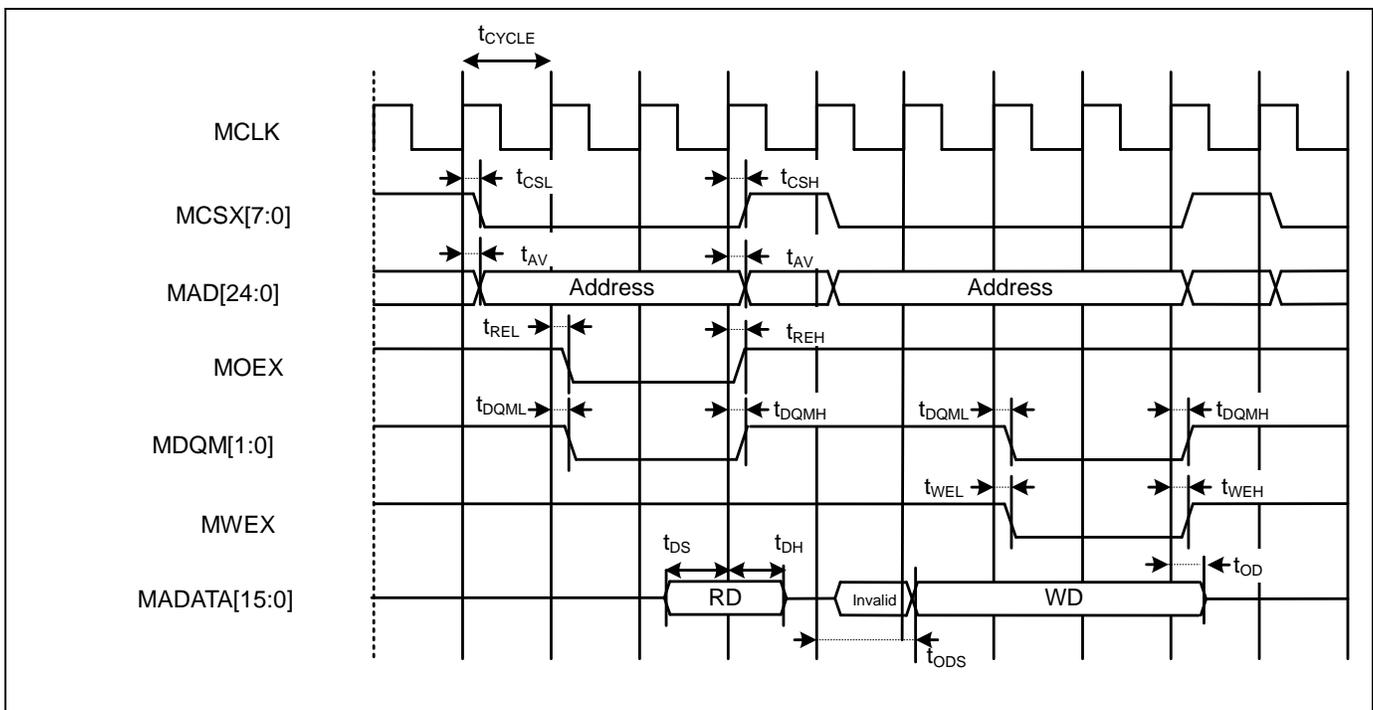 tCYCLE
MCLK
tCSL tCSH
MCSX[7:0]
tAV tAV
MAD[24:0] Address Address
tREL tREH
MOEX
tDQML tDQMH tDQML tDQMH
MDQM[1:0]
tWEL tWEH
MWEX
tDS tDH tOD
MADATA[15:0] RD Invalid WD
tODS